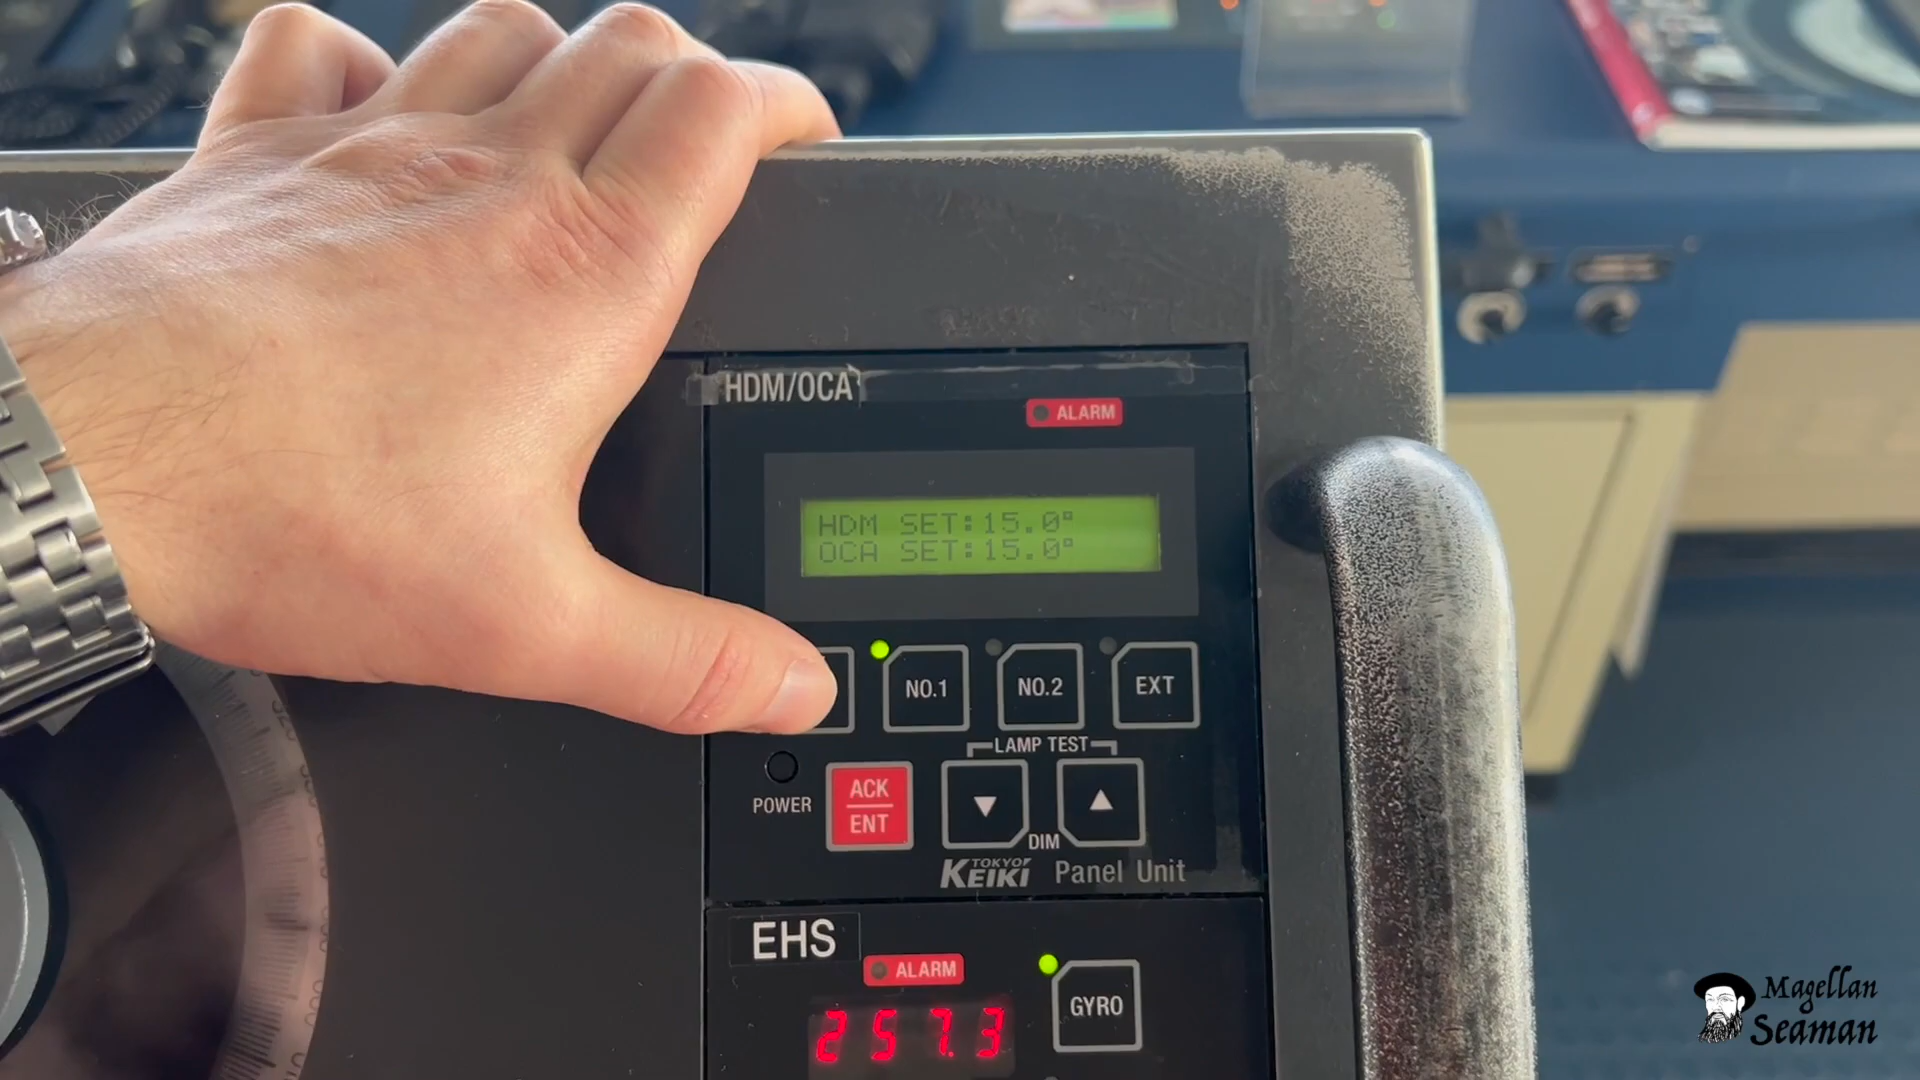 HDM/OCA
ALARM
HDM SET:15.0°
OCA SET:15.0°
NO.1
NO.2
EXT
LAMP TEST
POWER
ACK
ENT
DIM
TOKYO
KEIKI
Panel Unit
EHS
ALARM
GYRO
257.3
Magellan
Seaman